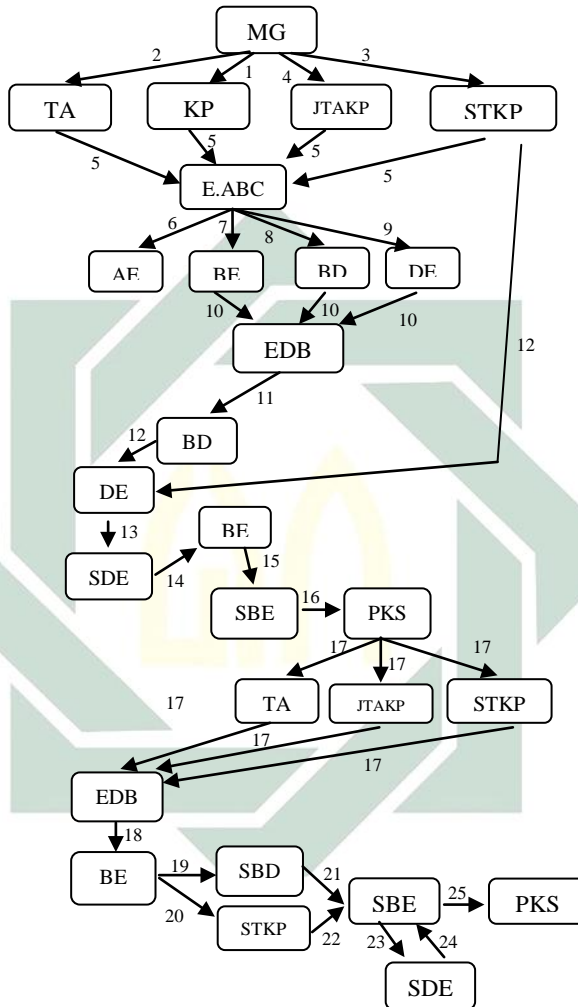 MG
2 1 4 3
TA KP JTAKP STKP
5 5 5 5
E.ABC
6 7 8 9
AE BE BD DE
10 10 10 12
EDB
11
12 BD
DE
13 BE
SDE 14 15
SBE 16 PKS
17 17 17
17 TA JTAKP STKP
17 17
EDB
18
BE 19 SBD 21
20 STKP 22 SBE 25 PKS
23 24
SDE